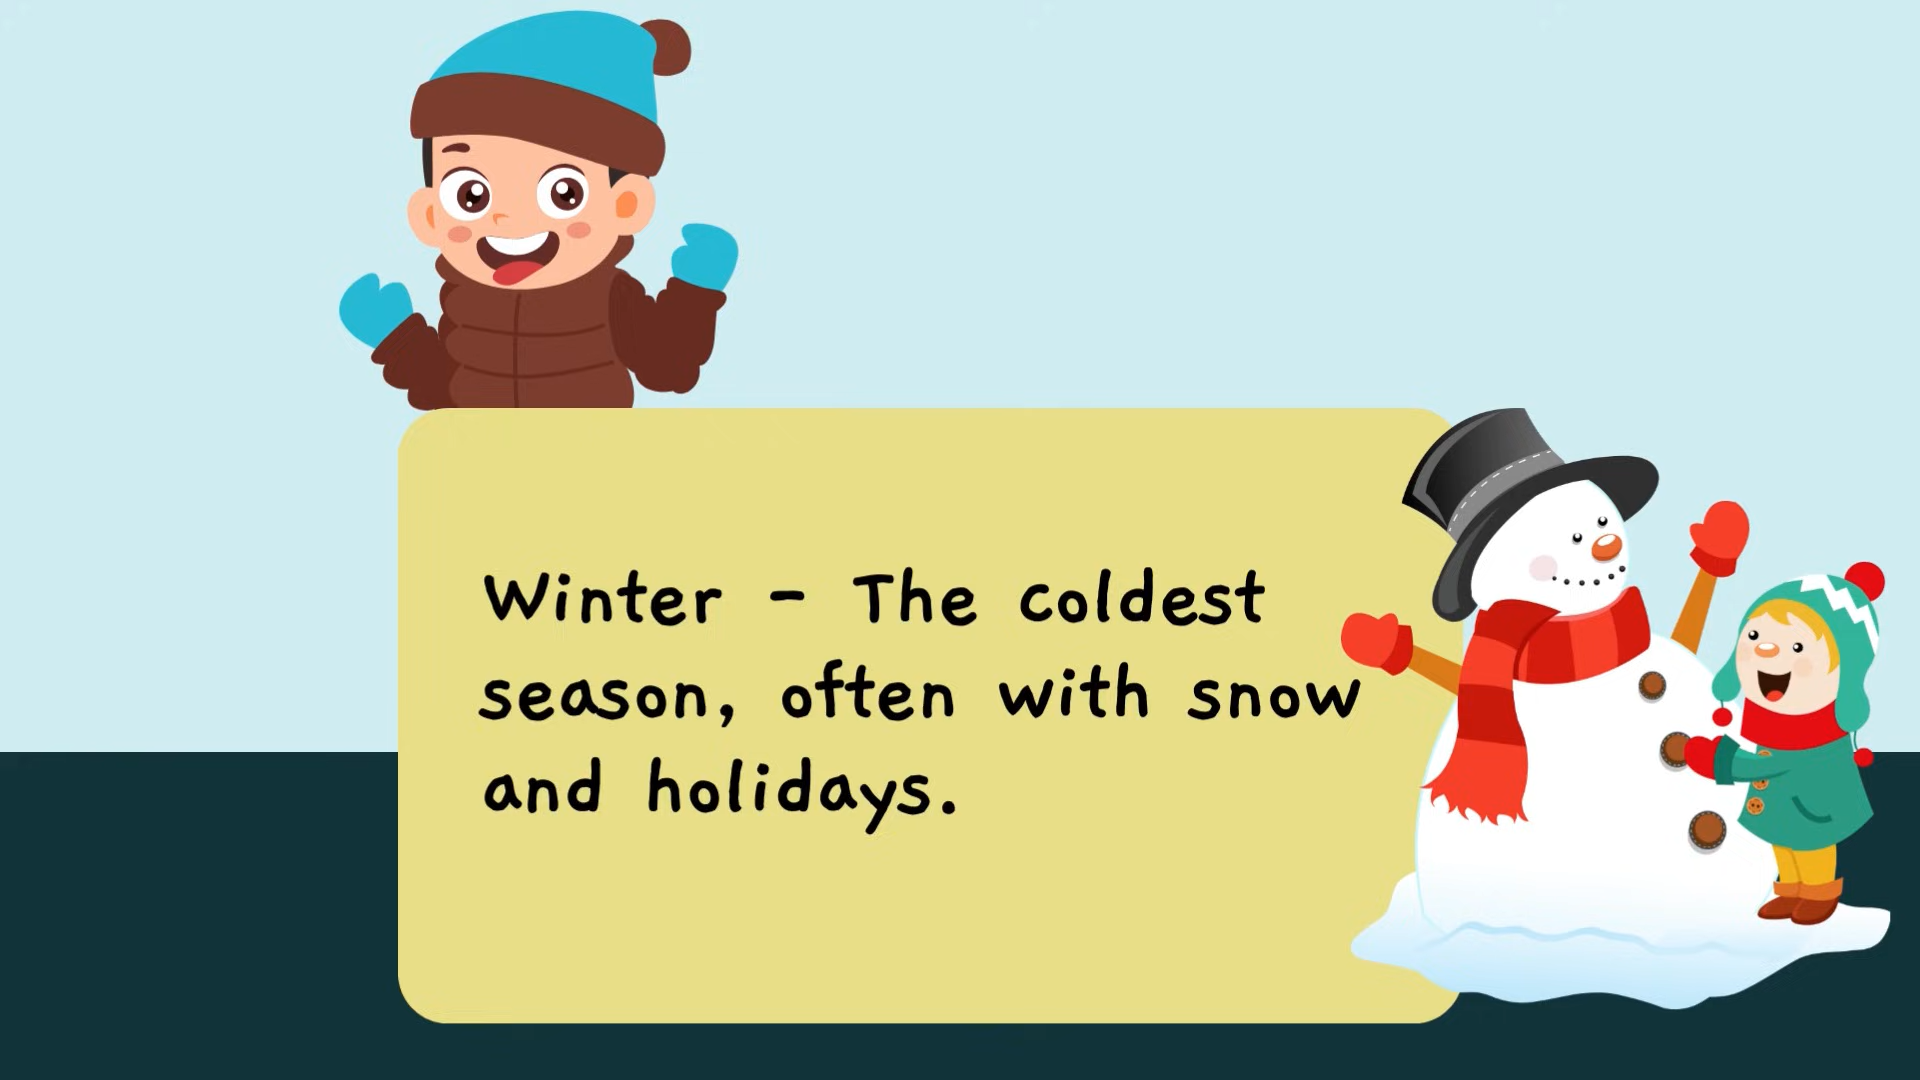 Winter - The coldest
season, often with snow
and holidays.